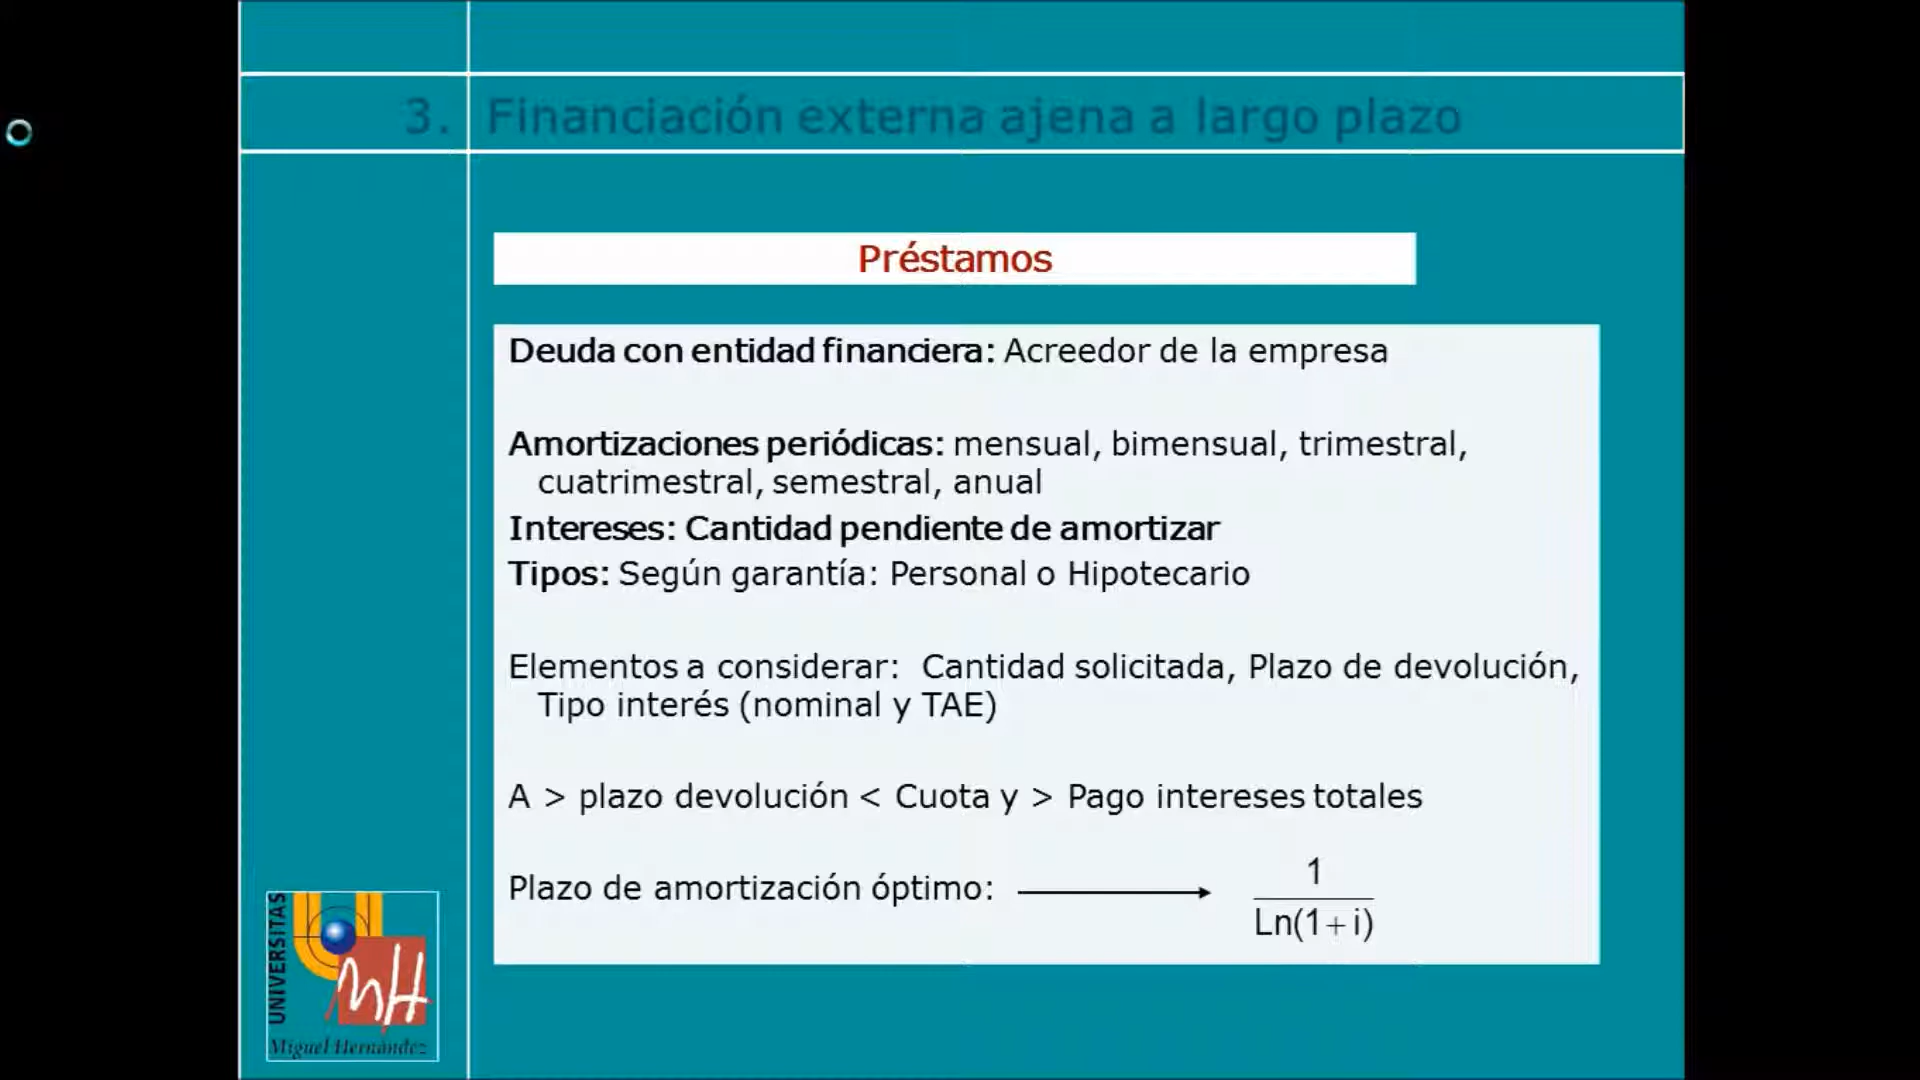 3. Financiación externa ajena a largo plazo
Préstamos
Deuda con entidad financiera: Acreedor de la empresa
Amortizaciones periódicas: mensual, bimensual, trimestral,
cuatrimestral, semestral, anual
Intereses: Cantidad pendiente de amortizar
Tipos: Según garantía: Personal o Hipotecario
Elementos a considerar: Cantidad solicitada, Plazo de devolución,
Tipo interés (nominal y TAE)
A > plazo devolución < Cuota y > Pago intereses totales
Plazo de amortización óptimo:
1
Ln(1+i)
UNIVERSITAS
MH
Miguel Hernández